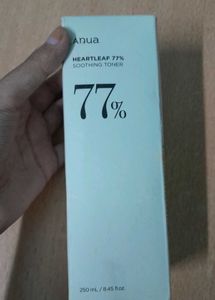 Anua
HEARTLEAF 77%
SOOTHING TONER
77%
250 mL / 8.45 fl.oz.